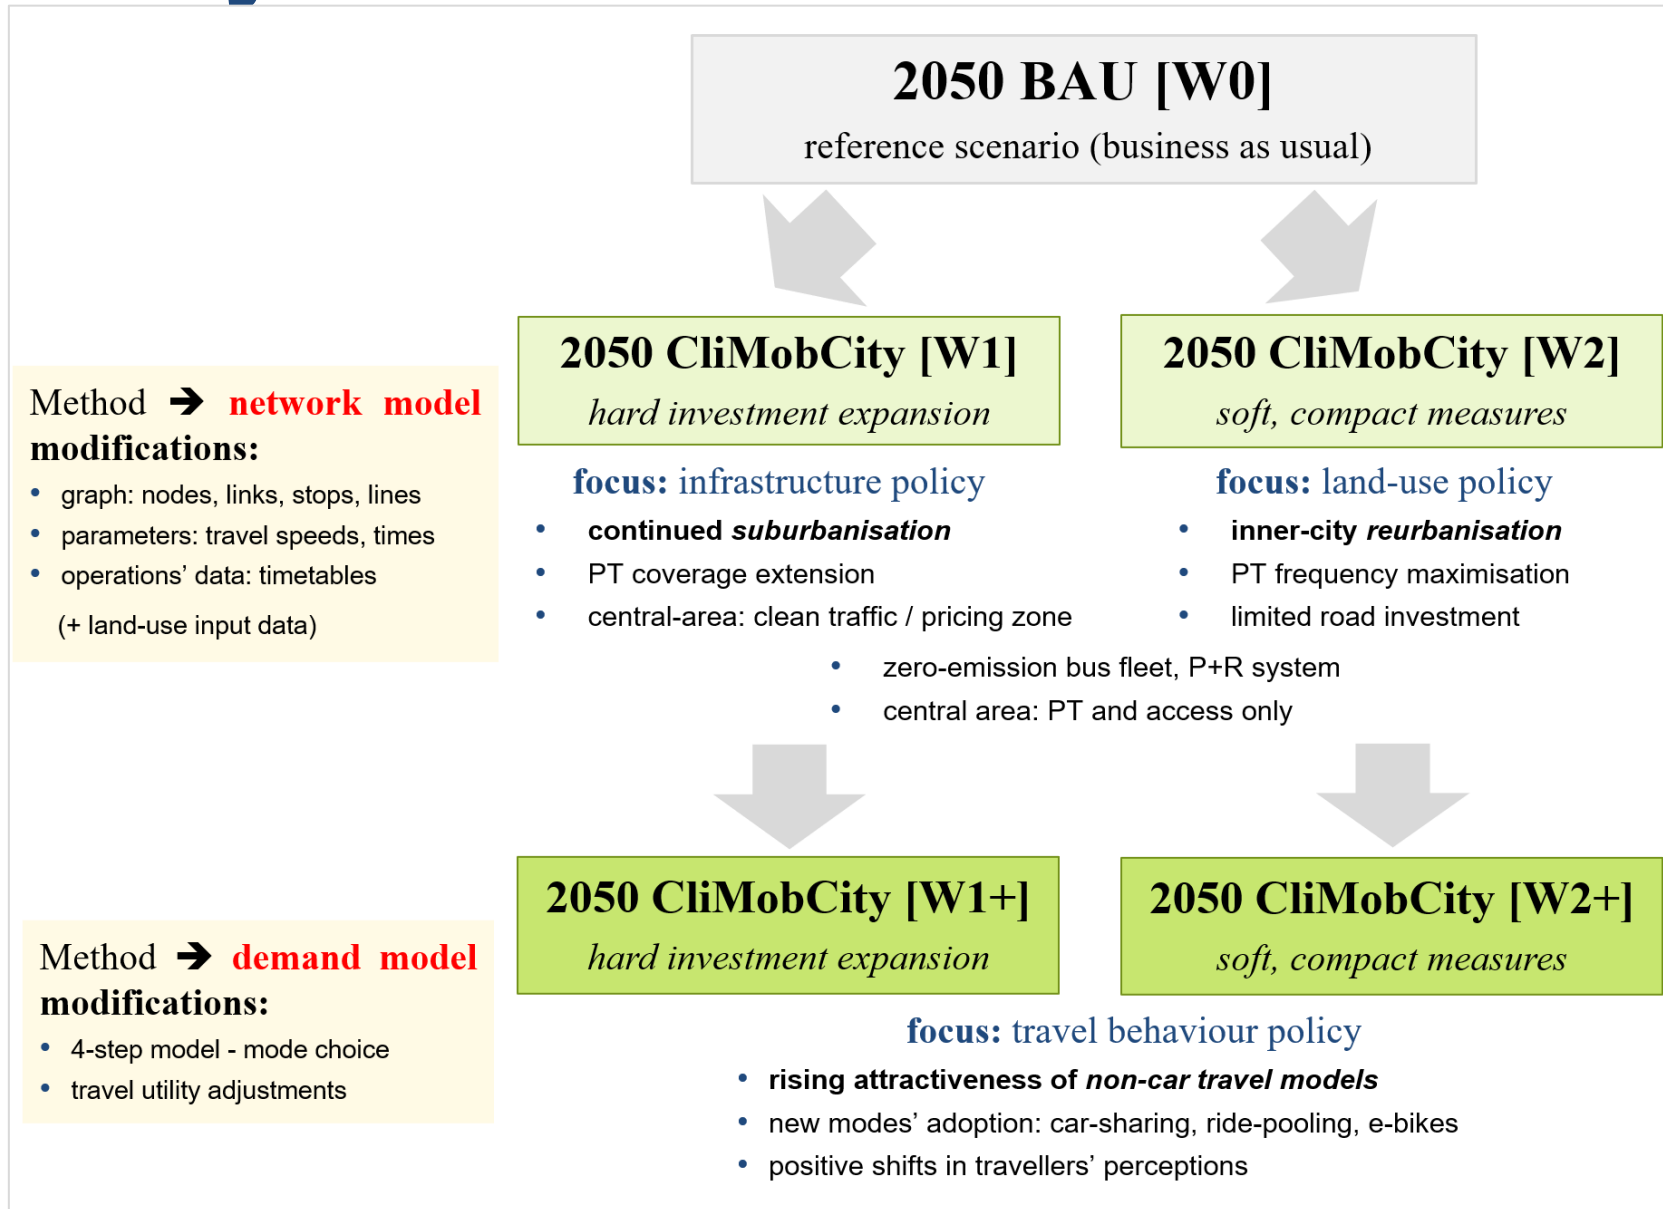 2050 BAU [W0]
reference scenario (business as usual)
2050 CliMobCity [W1]
hard investment expansion
2050 CliMobCity [W2]
soft, compact measures
Method ➔ network model
modifications:
• graph: nodes, links, stops, lines
• parameters: travel speeds, times
• operations’ data: timetables
(+ land-use input data)
focus: infrastructure policy
• continued suburbanisation
• PT coverage extension
• central-area: clean traffic / pricing zone
focus: land-use policy
• inner-city reurbanisation
• PT frequency maximisation
• limited road investment
• zero-emission bus fleet, P+R system
• central area: PT and access only
2050 CliMobCity [W1+]
hard investment expansion
2050 CliMobCity [W2+]
soft, compact measures
Method ➔ demand model
modifications:
• 4-step model - mode choice
• travel utility adjustments
focus: travel behaviour policy
• rising attractiveness of non-car travel models
• new modes’ adoption: car-sharing, ride-pooling, e-bikes
• positive shifts in travellers’ perceptions